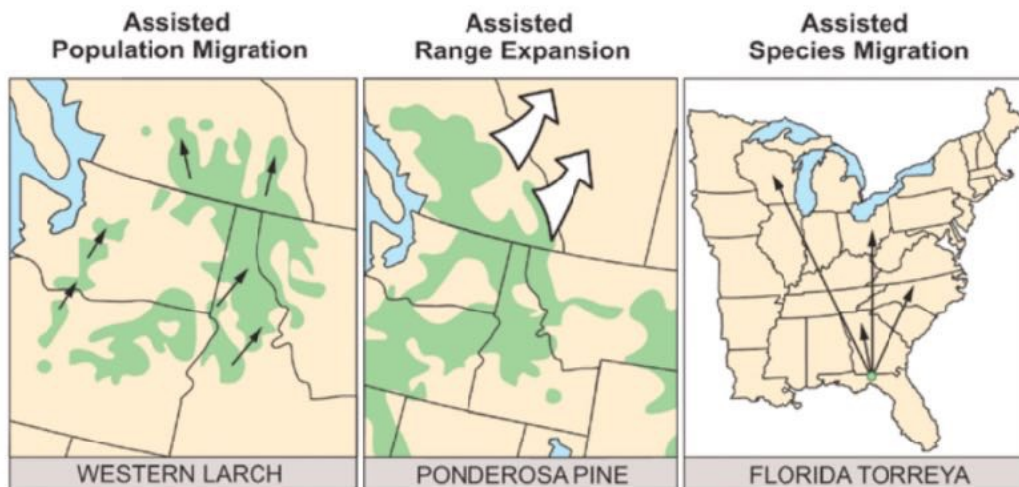 Assisted
Population Migration
Assisted
Range Expansion
Assisted
Species Migration
WESTERN LARCH
PONDEROSA PINE
FLORIDA TORREYA